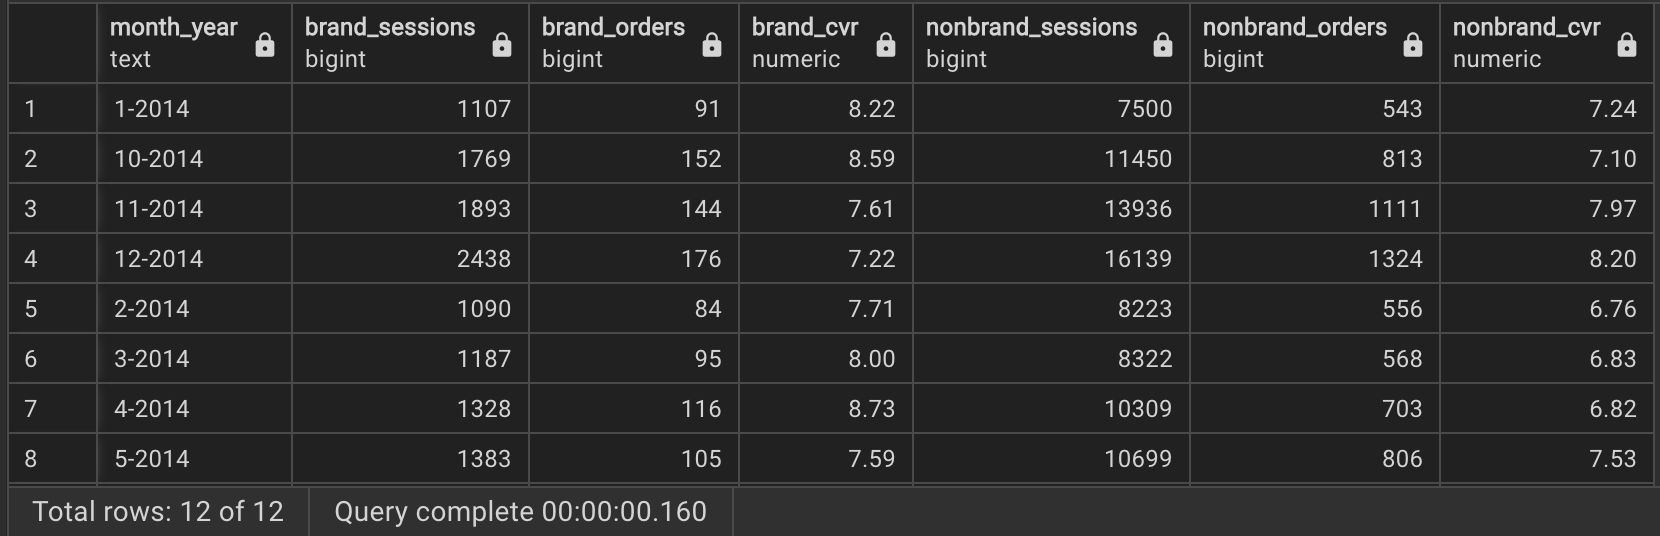 month_year brand_sessions brand_orders brand_cvr nonbrand_sessions nonbrand_orders nonbrand_cvr
text bigint bigint numeric bigint bigint numeric
1 1-2014 1107 91 8.22 7500 543 7.24
2 10-2014 1769 152 8.59 11450 813 7.10
3 11-2014 1893 144 7.61 13936 1111 7.97
4 12-2014 2438 176 7.22 16139 1324 8.20
5 2-2014 1090 84 7.71 8223 556 6.76
6 3-2014 1187 95 8.00 8322 568 6.83
7 4-2014 1328 116 8.73 10309 703 6.82
8 5-2014 1383 105 7.59 10699 806 7.53
Total rows: 12 of 12 Query complete 00:00:00.160